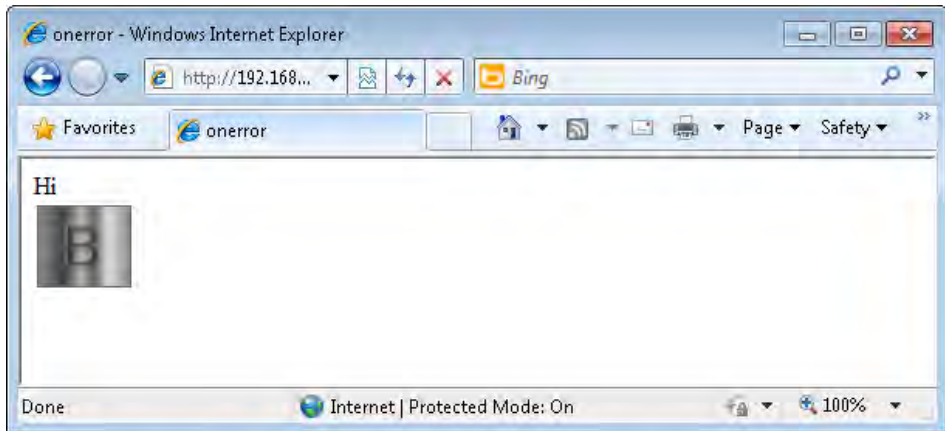 onerror - Windows Internet Explorer
http://192.168... Bing
Favorites onerror Page Safety »
Hi
B
Done Internet | Protected Mode: On 100%